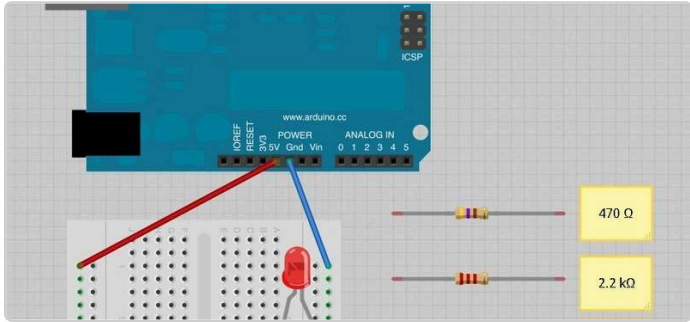 ICSP
1
www.arduino.cc
POWER
ANALOG IN
IOREF
RESET
3V3
5V
Gnd
Vin
0 1 2 3 4 5
470 Ω
2.2 kΩ